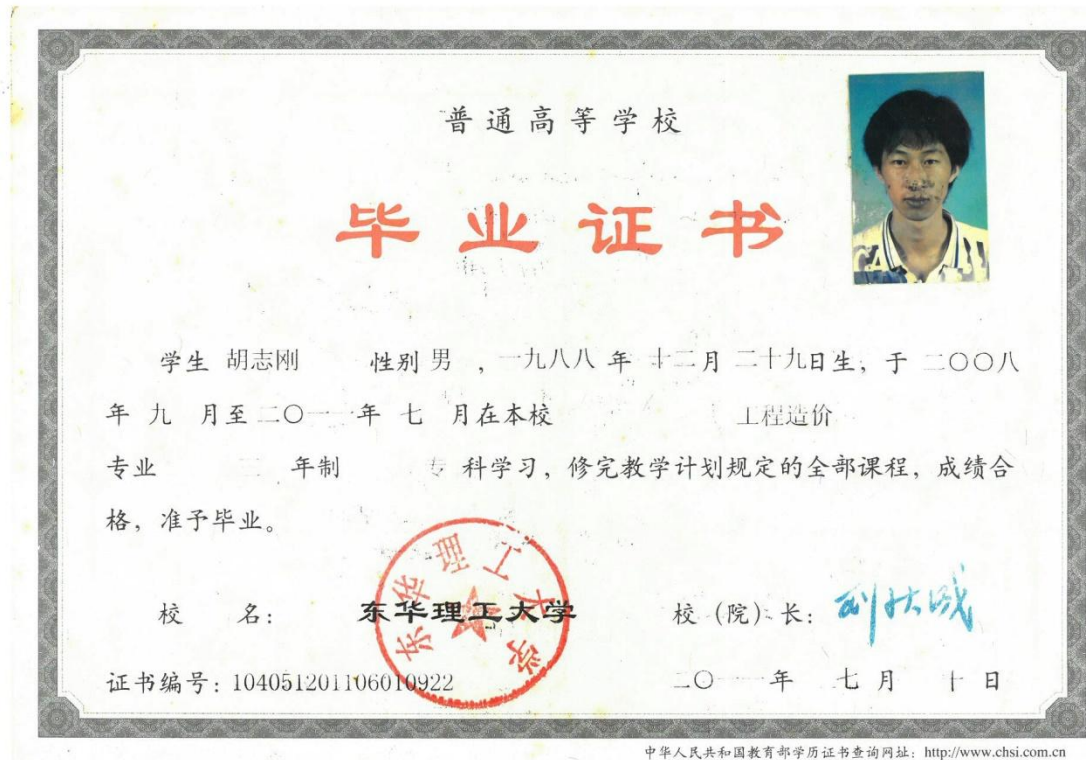 普通高等学校
毕业证书
学生 胡志刚 性别 男 ，一九八八 年 十二月 二十九日生，于 二〇〇八
年 九 月至 二〇一一 年 七 月在本校 工程造价
专业 三 年制 专 科学习，修完教学计划规定的全部课程，成绩合
格，准予毕业。
东华理工大学
校 名： 东华理工大学 校（院）长：
证书编号：104051201106010922 二〇一一 年 七 月 十 日
中华人民共和国教育部学历证书查询网址：http://www.chsi.com.cn